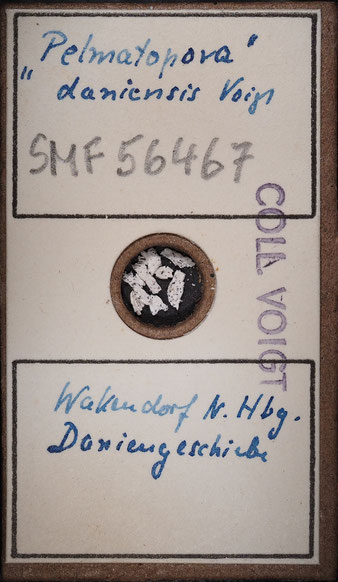 "Pelmatopora"
daniensis Voigt
SMF 56467
COLL VOIGT
Wakendorf N. Hbg.
Daniengeschiebe